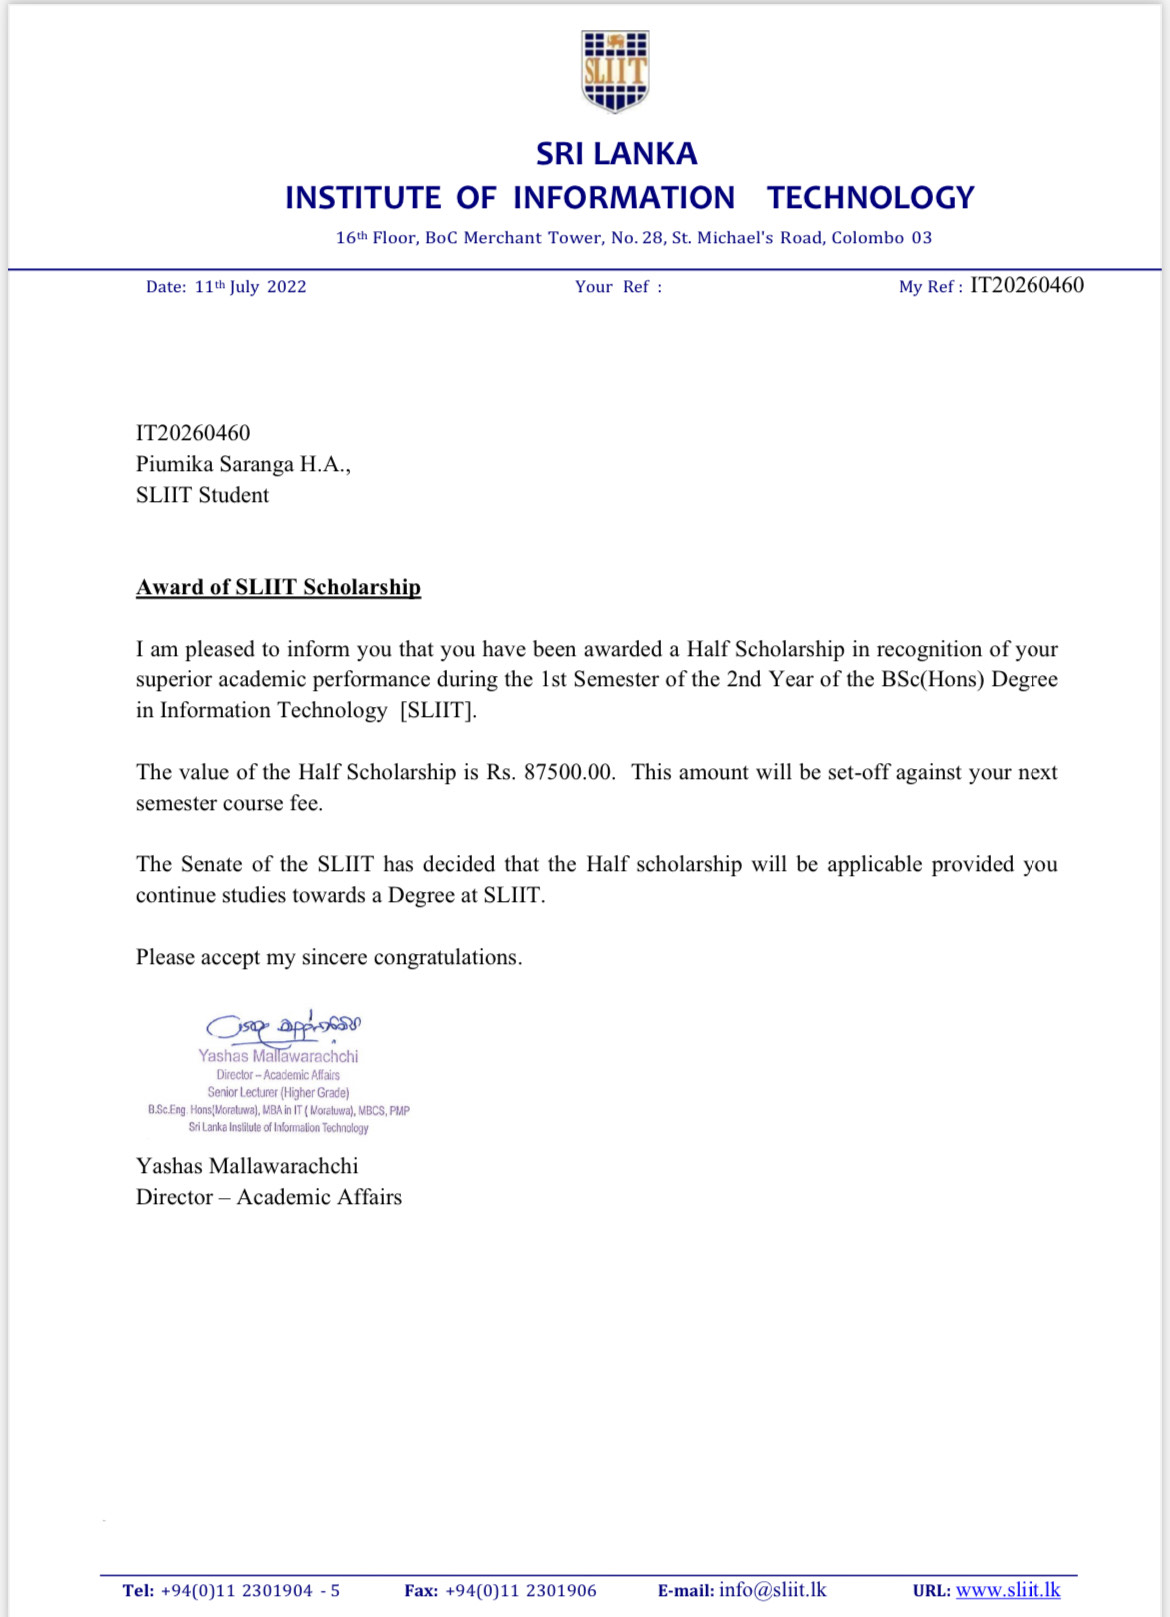 SLIIT
SRI LANKA
INSTITUTE OF INFORMATION TECHNOLOGY
16th Floor, BoC Merchant Tower, No. 28, St. Michael's Road, Colombo 03
Date: 11th July 2022 Your Ref : My Ref : IT20260460
IT20260460
Piumika Saranga H.A.,
SLIIT Student
Award of SLIIT Scholarship
I am pleased to inform you that you have been awarded a Half Scholarship in recognition of your
superior academic performance during the 1st Semester of the 2nd Year of the BSc(Hons) Degree
in Information Technology [SLIIT].
The value of the Half Scholarship is Rs. 87500.00. This amount will be set-off against your next
semester course fee.
The Senate of the SLIIT has decided that the Half scholarship will be applicable provided you
continue studies towards a Degree at SLIIT.
Please accept my sincere congratulations.
Yashas Mallawarachchi
Director – Academic Affairs
Senior Lecturer (Higher Grade)
B.Sc.Eng. Hons(Moratuwa), MBA in IT ( Moratuwa), MBCS, PMP
Sri Lanka Institute of Information Technology
Yashas Mallawarachchi
Director – Academic Affairs
Tel: +94(0)11 2301904 - 5 Fax: +94(0)11 2301906 E-mail: info@sliit.lk URL: www.sliit.lk